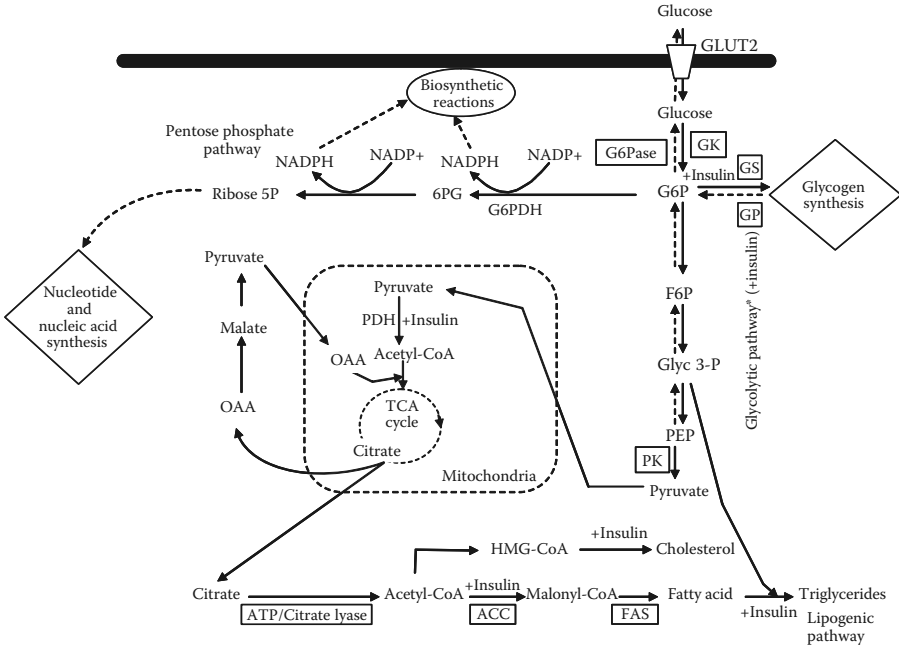 Glucose
GLUT2
Biosynthetic
reactions
Glucose
Pentose phosphate
pathway
G6Pase
GK
NADPH
NADP+
NADPH
NADP+
+Insulin
GS
Ribose 5P
6PG
G6PDH
G6P
GP
Glycogen
synthesis
Glycolytic pathway* (+insulin)
Nucleotide
and
nucleic acid
synthesis
Pyruvate
Malate
OAA
Pyruvate
PDH
+Insulin
OAA
Acetyl-CoA
TCA
cycle
Citrate
Mitochondria
F6P
Glyc 3-P
PEP
PK
Pyruvate
HMG-CoA
+Insulin
Cholesterol
Citrate
ATP/Citrate lyase
Acetyl-CoA
+Insulin
ACC
Malonyl-CoA
FAS
Fatty acid
+Insulin
Triglycerides
Lipogenic
pathway